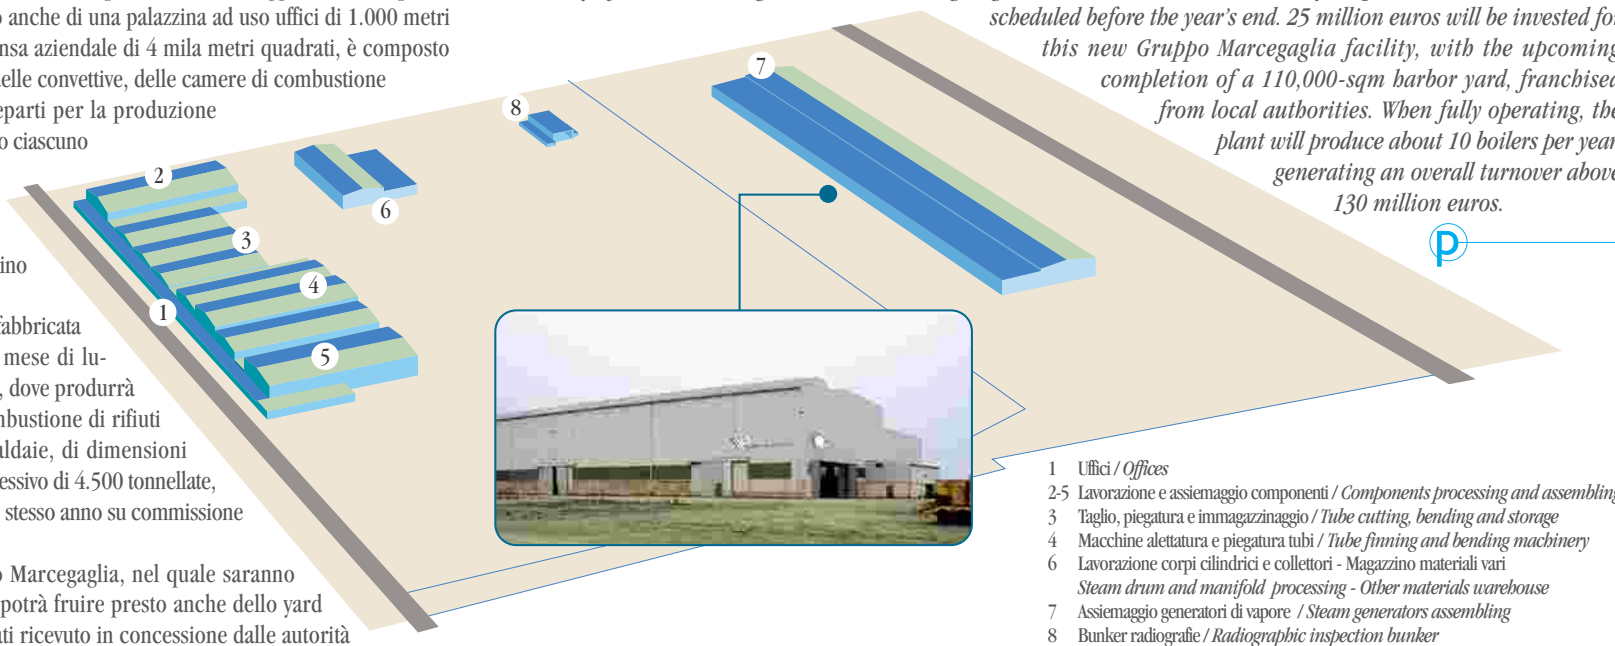 o anche di una palazzina ad uso uffici di 1.000 metri
nsa aziendale di 4 mila metri quadrati, è composto
elle convettive, delle camere di combustione
eparti per la produzione
o ciascuno
ino
fabbricata
mese di lu-
, dove produrrà
mbustione di rifiuti
aldaie, di dimensioni
essivo di 4.500 tonnellate,
stesso anno su commissione
o Marcegaglia, nel quale saranno
potrà fruire presto anche dello yard
ati ricevuto in concessione dalle autorità
scheduled before the year's end. 25 million euros will be invested for
this new Gruppo Marcegaglia facility, with the upcoming
completion of a 110,000-sqm harbor yard, franchised
from local authorities. When fully operating, the
plant will produce about 10 boilers per year
generating an overall turnover above
130 million euros.
p
2
3
4
1
5
6
8
7
1 Uffici / Offices
2-5 Lavorazione e assiemaggio componenti / Components processing and assembling
3 Taglio, piegatura e immagazzinaggio / Tube cutting, bending and storage
4 Macchine alettatura e piegatura tubi / Tube finning and bending machinery
6 Lavorazione corpi cilindrici e collettori - Magazzino materiali vari
Steam drum and manifold processing - Other materials warehouse
7 Assiemaggio generatori di vapore / Steam generators assembling
8 Bunker radiografie / Radiographic inspection bunker